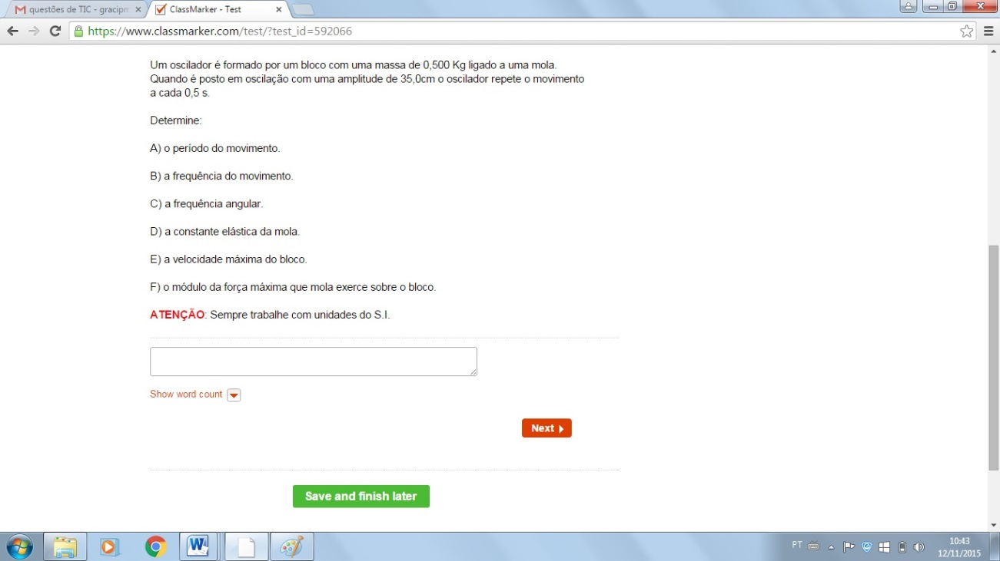 questões de TIC - gracipm
ClassMarker - Test
https://www.classmarker.com/test/?test_id=592066
Um oscilador é formado por um bloco com uma massa de 0,500 Kg ligado a uma mola.
Quando é posto em oscilação com uma amplitude de 35,0cm o oscilador repete o movimento
a cada 0,5 s.
Determine:
A) o período do movimento.
B) a frequência do movimento.
C) a frequência angular.
D) a constante elástica da mola.
E) a velocidade máxima do bloco.
F) o módulo da força máxima que mola exerce sobre o bloco.
ATENÇÃO: Sempre trabalhe com unidades do S.I.
Show word count
Next
Save and finish later
PT
10:43
12/11/2015